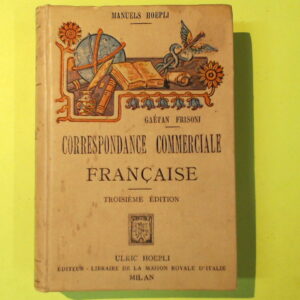 MANUELS HOEPLI
GAËTAN FRISONI
CORRESPONDANCE COMMERCIALE
FRANÇAISE
TROISIÈME ÉDITION
ULRIC HOEPLI
ÉDITEUR-LIBRAIRE DE LA MAISON ROYALE D'ITALIE
MILAN